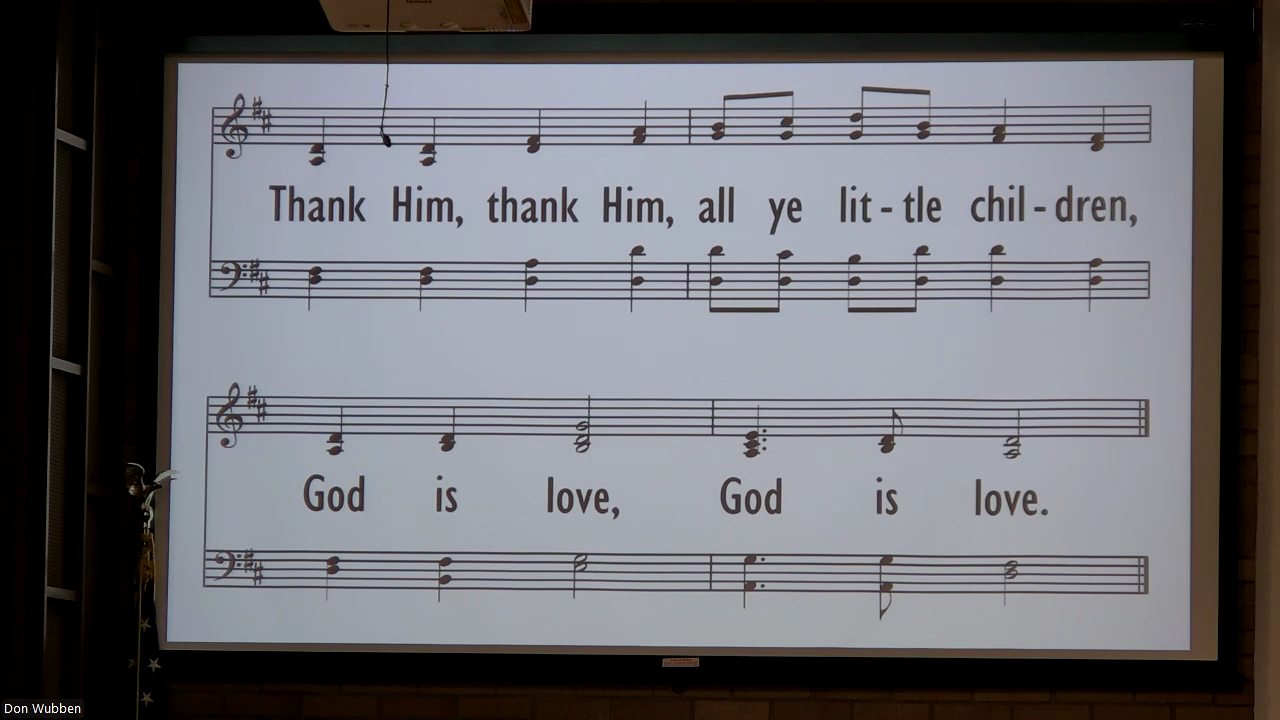 Thank Him, thank Him, all ye lit - tle chil - dren,
God is love, God is love.
Don Wubben